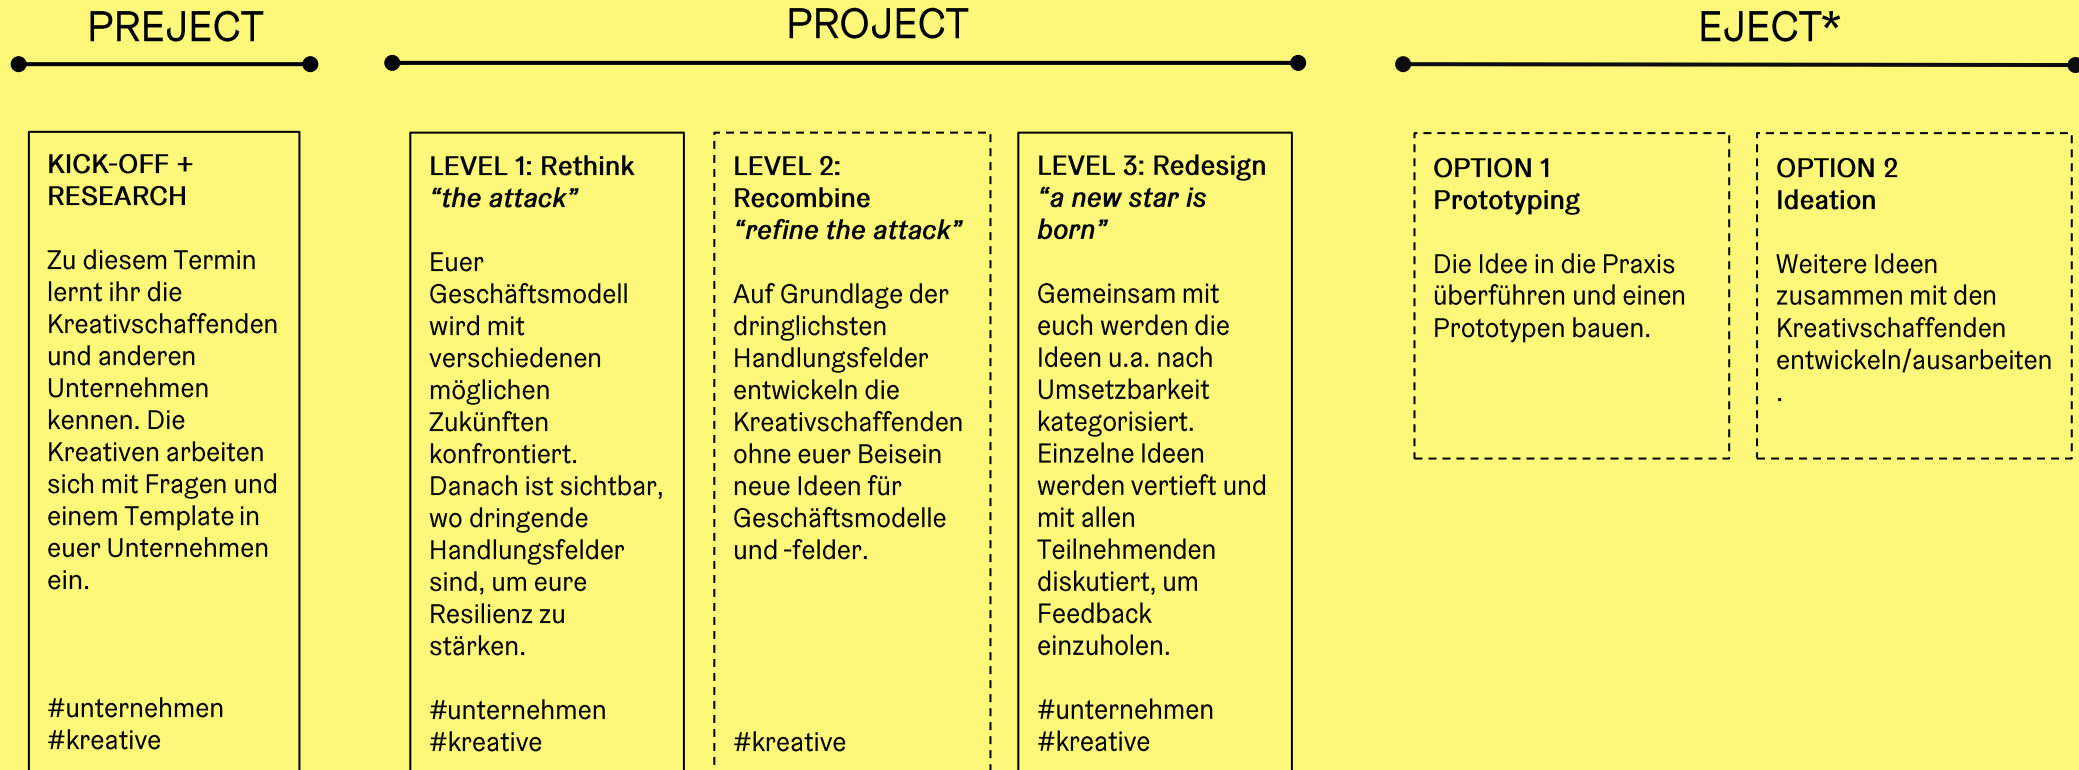 PREJECT
PROJECT
EJECT*
KICK-OFF +
RESEARCH
Zu diesem Termin
lernt ihr die
Kreativschaffenden
und anderen
Unternehmen
kennen. Die
Kreativen arbeiten
sich mit Fragen und
einem Template in
euer Unternehmen
ein.
#unternehmen
#kreative
LEVEL 1: Rethink
“the attack”
Euer
Geschäftsmodell
wird mit
verschiedenen
möglichen
Zukünften
konfrontiert.
Danach ist sichtbar,
wo dringende
Handlungsfelder
sind, um eure
Resilienz zu
stärken.
#unternehmen
#kreative
LEVEL 2:
Recombine
“refine the attack”
Auf Grundlage der
dringlichsten
Handlungsfelder
entwickeln die
Kreativschaffenden
ohne euer Beisein
neue Ideen für
Geschäftsmodelle
und -felder.
#kreative
LEVEL 3: Redesign
“a new star is
born”
Gemeinsam mit
euch werden die
Ideen u.a. nach
Umsetzbarkeit
kategorisiert.
Einzelne Ideen
werden vertieft und
mit allen
Teilnehmenden
diskutiert, um
Feedback
einzuholen.
#unternehmen
#kreative
OPTION 1
Prototyping
Die Idee in die Praxis
überführen und einen
Prototypen bauen.
OPTION 2
Ideation
Weitere Ideen
zusammen mit den
Kreativschaffenden
entwickeln/ausarbeiten
.